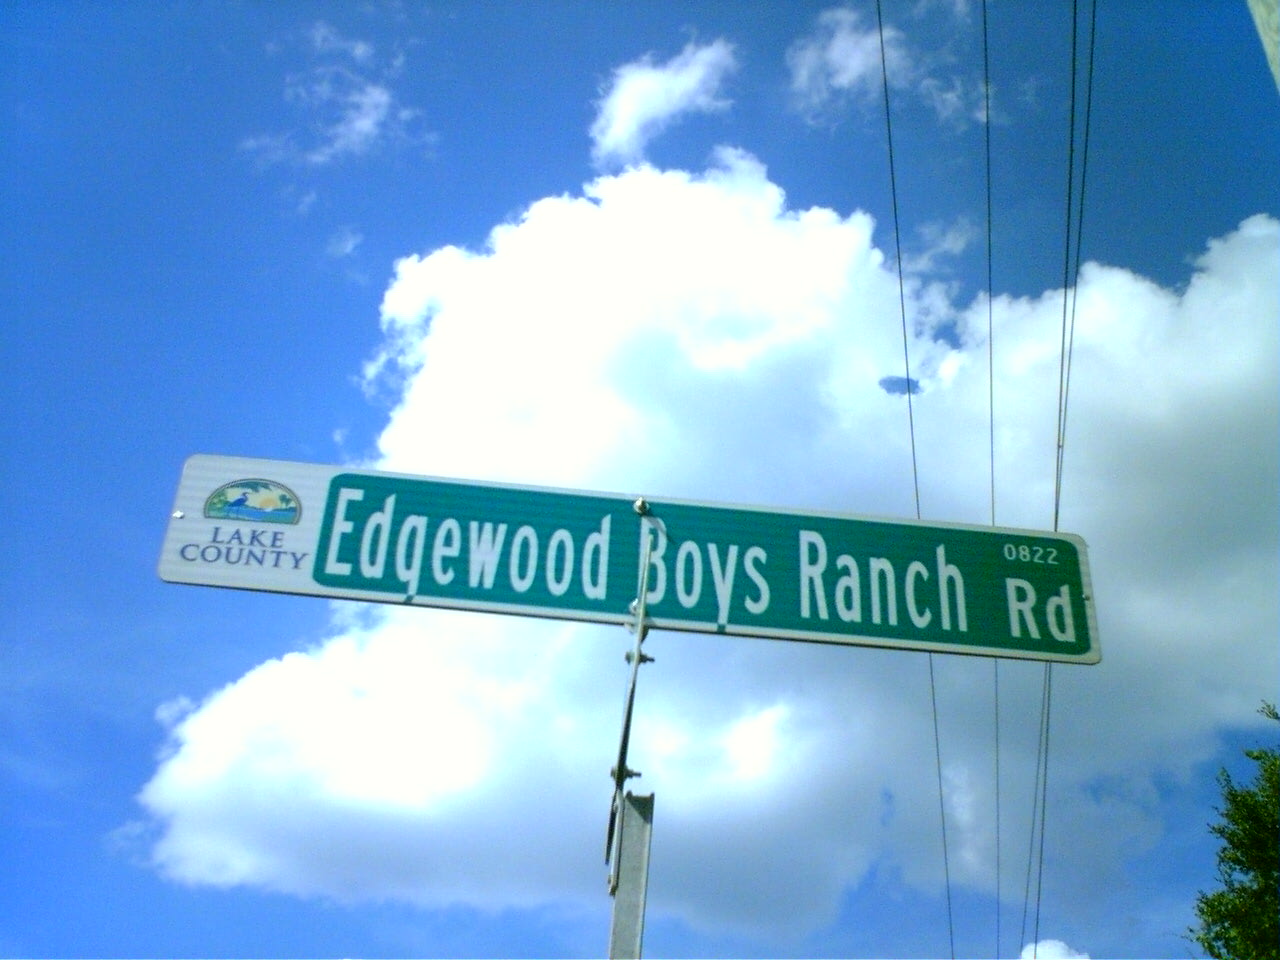 LAKE
COUNTY
Edgewood Boys Ranch Rd
0822